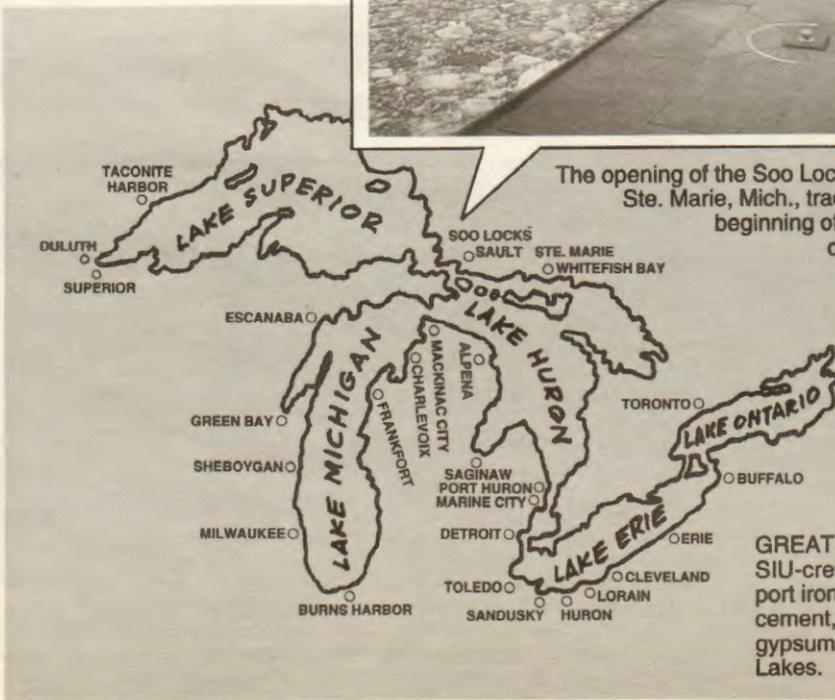 The opening of the Soo Loc
Ste. Marie, Mich., tra
beginning of
TACONITE
HARBOR
LAKE SUPERIOR
DULUTH
SUPERIOR
SOO LOCKS
SAULT STE. MARIE
WHITEFISH BAY
ESCANABA
LAKE MICHIGAN
LAKE HURON
MACKINAC CITY
CHARLEVOIX
ALPENA
FRANKFORT
GREEN BAY
TORONTO
LAKE ONTARIO
SHEBOYGAN
SAGINAW
PORT HURON
MARINE CITY
BUFFALO
MILWAUKEE
DETROIT
LAKE ERIE
ERIE
TOLEDO
CLEVELAND
LORAIN
SANDUSKY
HURON
BURNS HARBOR
GREAT
SIU-cre
port iron
cement,
gypsum
Lakes.